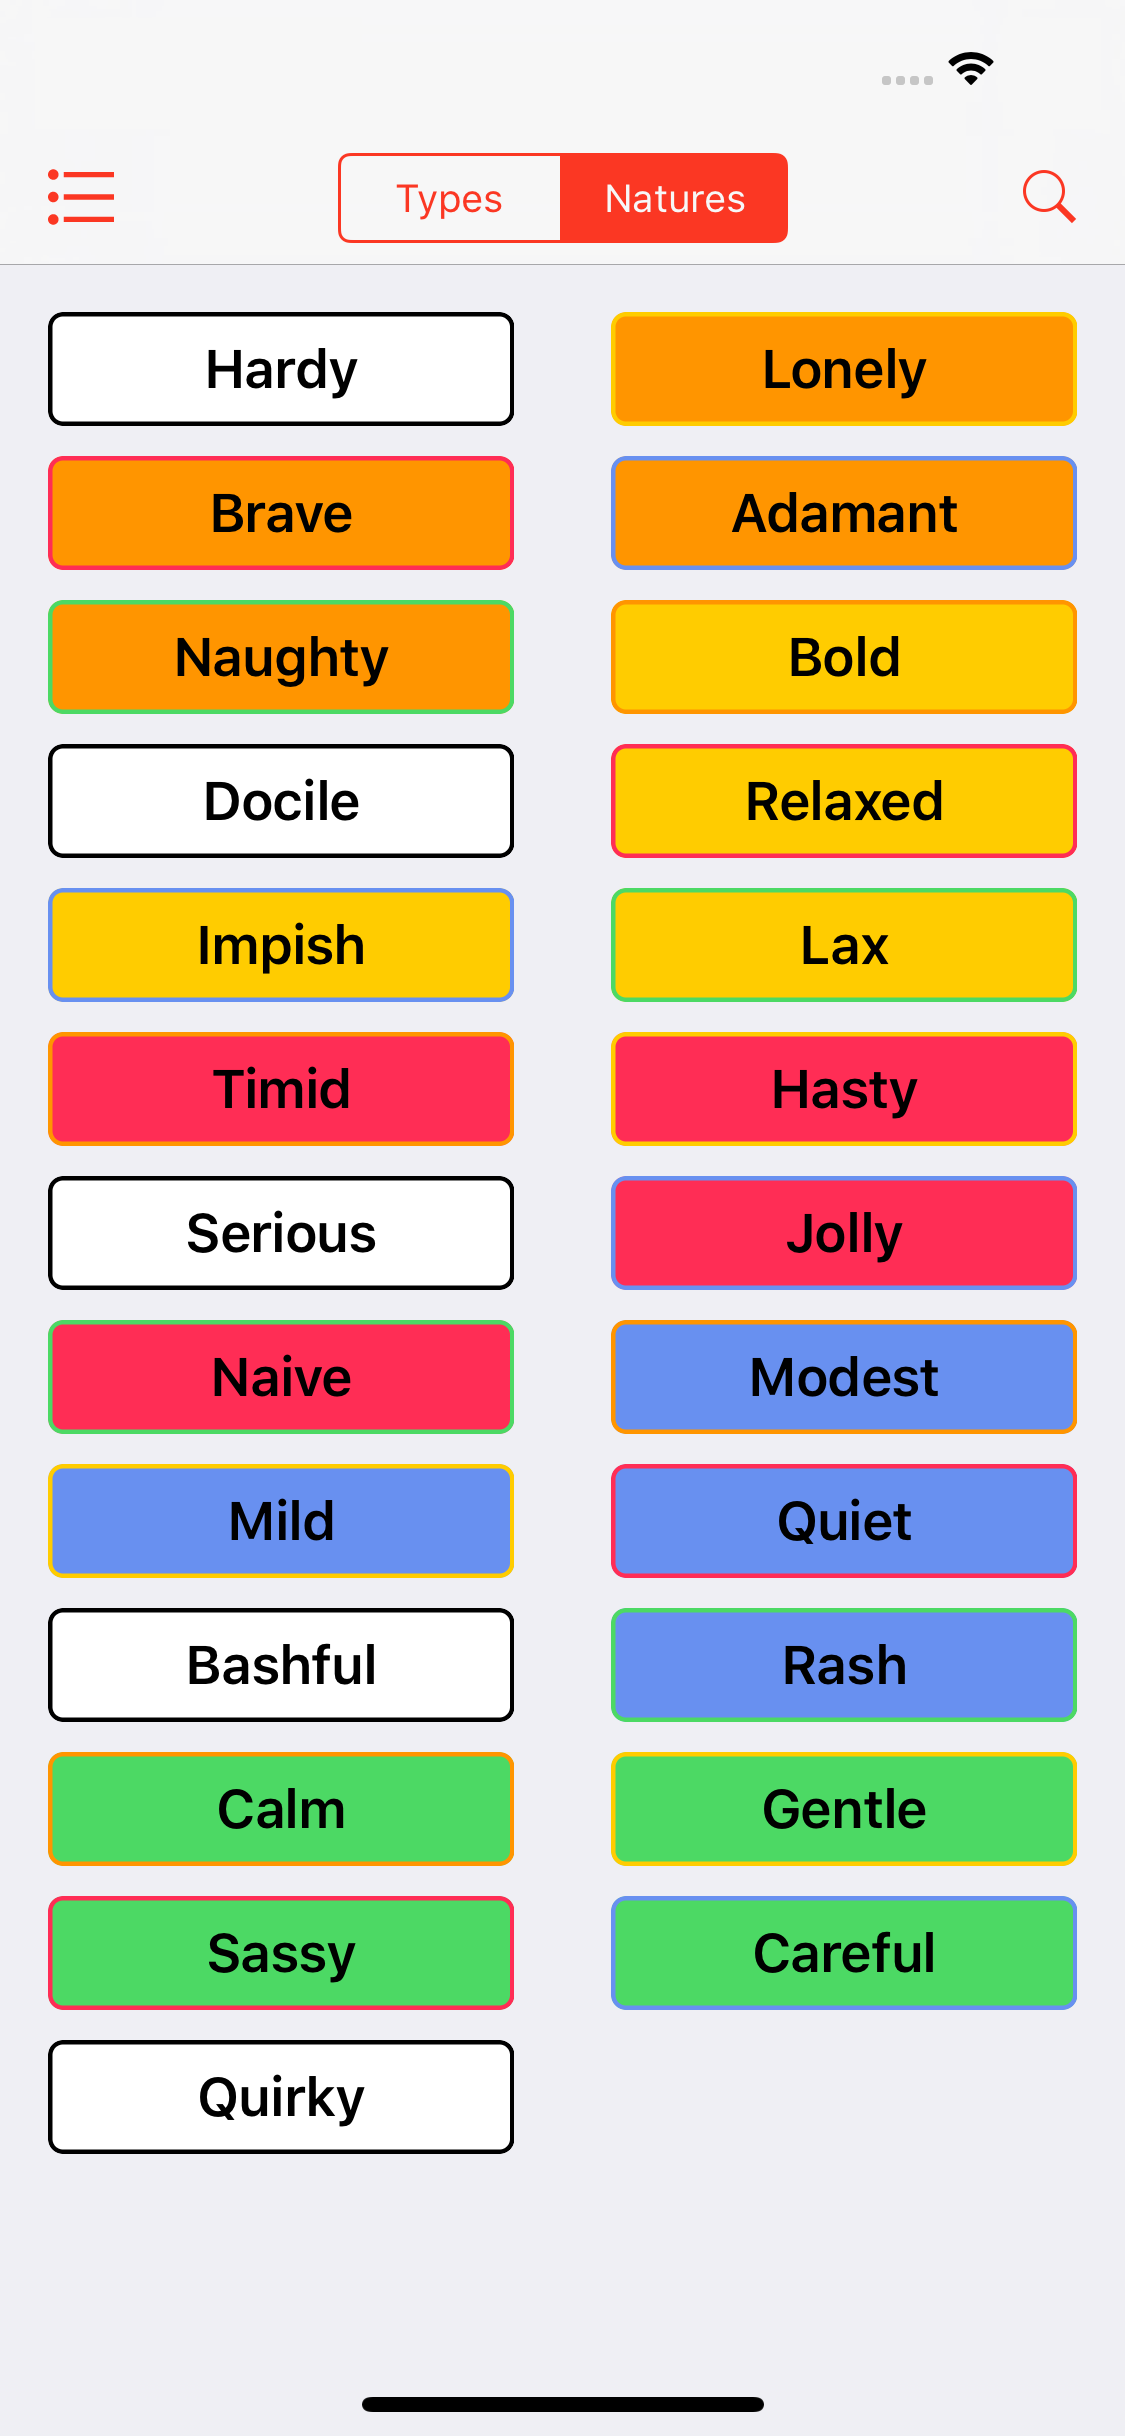 Types Natures
Hardy Lonely
Brave Adamant
Naughty Bold
Docile Relaxed
Impish Lax
Timid Hasty
Serious Jolly
Naive Modest
Mild Quiet
Bashful Rash
Calm Gentle
Sassy Careful
Quirky